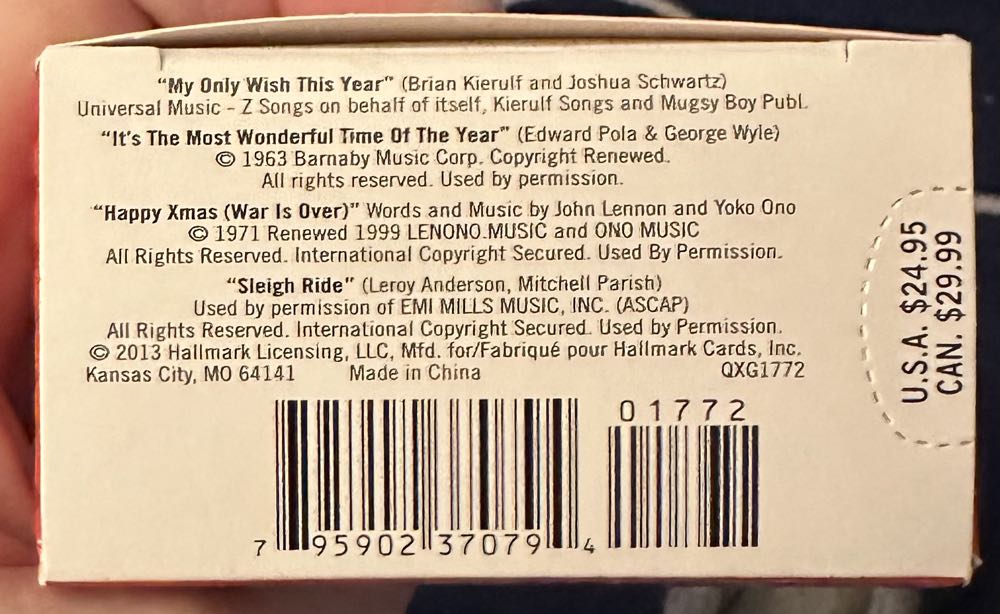 "My Only Wish This Year" (Brian Kierulf and Joshua Schwartz)
Universal Music - Z Songs on behalf of itself, Kierulf Songs and Mugsy Boy Publ.
"It's The Most Wonderful Time Of The Year" (Edward Pola & George Wyle)
© 1963 Barnaby Music Corp. Copyright Renewed.
All rights reserved. Used by permission.
"Happy Xmas (War Is Over)" Words and Music by John Lennon and Yoko Ono
© 1971 Renewed 1999 LENONO.MUSIC and ONO MUSIC
All Rights Reserved. International Copyright Secured. Used By Permission.
"Sleigh Ride" (Leroy Anderson, Mitchell Parish)
Used by permission of EMI MILLS MUSIC, INC. (ASCAP)
All Rights Reserved. International Copyright Secured. Used by Permission.
© 2013 Hallmark Licensing, LLC, Mfd. for/Fabriqué pour Hallmark Cards, Inc.
Kansas City, MO 64141 Made in China QXG1772
U.S.A. $24.95
CAN. $29.99
01772
7 95902 37079 4